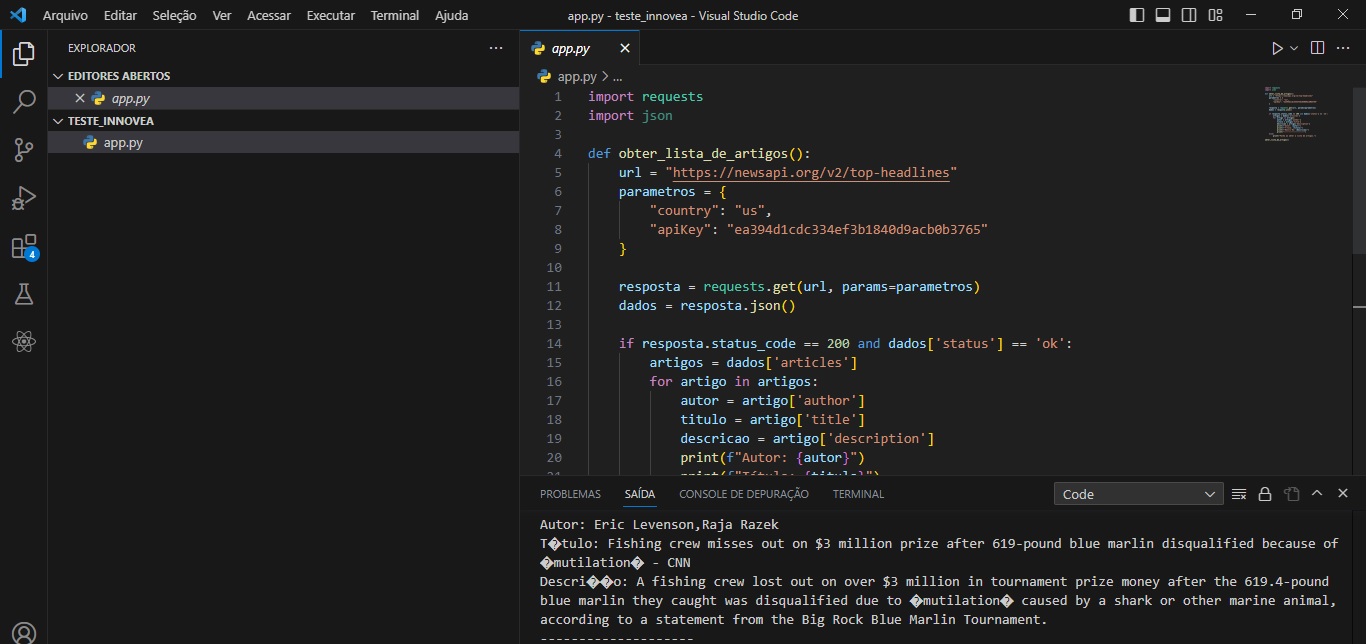 Arquivo Editar Seleção Ver Acessar Executar Terminal Ajuda
app.py - teste_innovea - Visual Studio Code
EXPLORADOR
EDITORES ABERTOS
app.py
TESTE_INNOVEA
app.py
4
app.py
app.py > ...
1 import requests
2 import json
3
4 def obter_lista_de_artigos():
5 url = "https://newsapi.org/v2/top-headlines"
6 parametros = {
7 "country": "us",
8 "apiKey": "ea394d1cdc334ef3b1840d9acb0b3765"
9 }
10
11 resposta = requests.get(url, params=parametros)
12 dados = resposta.json()
13
14 if resposta.status_code == 200 and dados['status'] == 'ok':
15 artigos = dados['articles']
16 for artigo in artigos:
17 autor = artigo['author']
18 titulo = artigo['title']
19 descricao = artigo['description']
20 print(f"Autor: {autor}")
PROBLEMAS SAÍDA CONSOLE DE DEPURAÇÃO TERMINAL
Code
Autor: Eric Levenson,Raja Razek
T�tulo: Fishing crew misses out on $3 million prize after 619-pound blue marlin disqualified because of
�mutilation� - CNN
Descri��o: A fishing crew lost out on over $3 million in tournament prize money after the 619.4-pound
blue marlin they caught was disqualified due to �mutilation� caused by a shark or other marine animal,
according to a statement from the Big Rock Blue Marlin Tournament.
--------------------